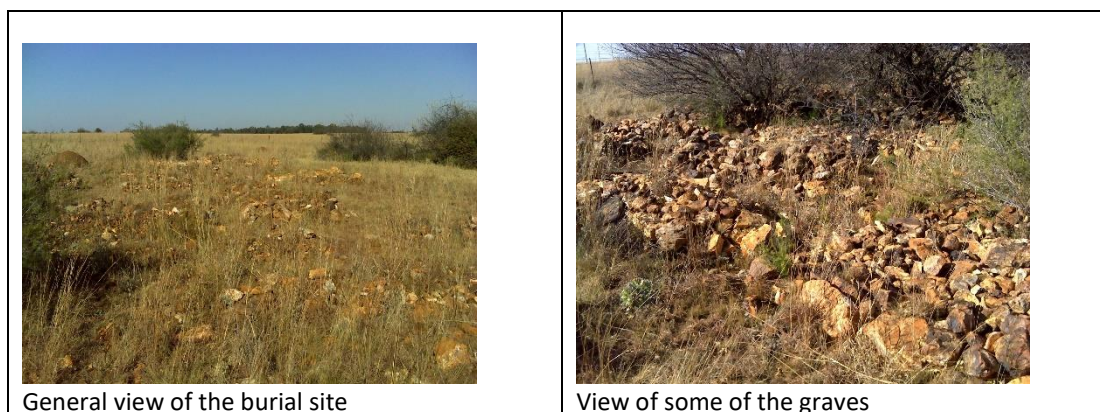 General view of the burial site
View of some of the graves